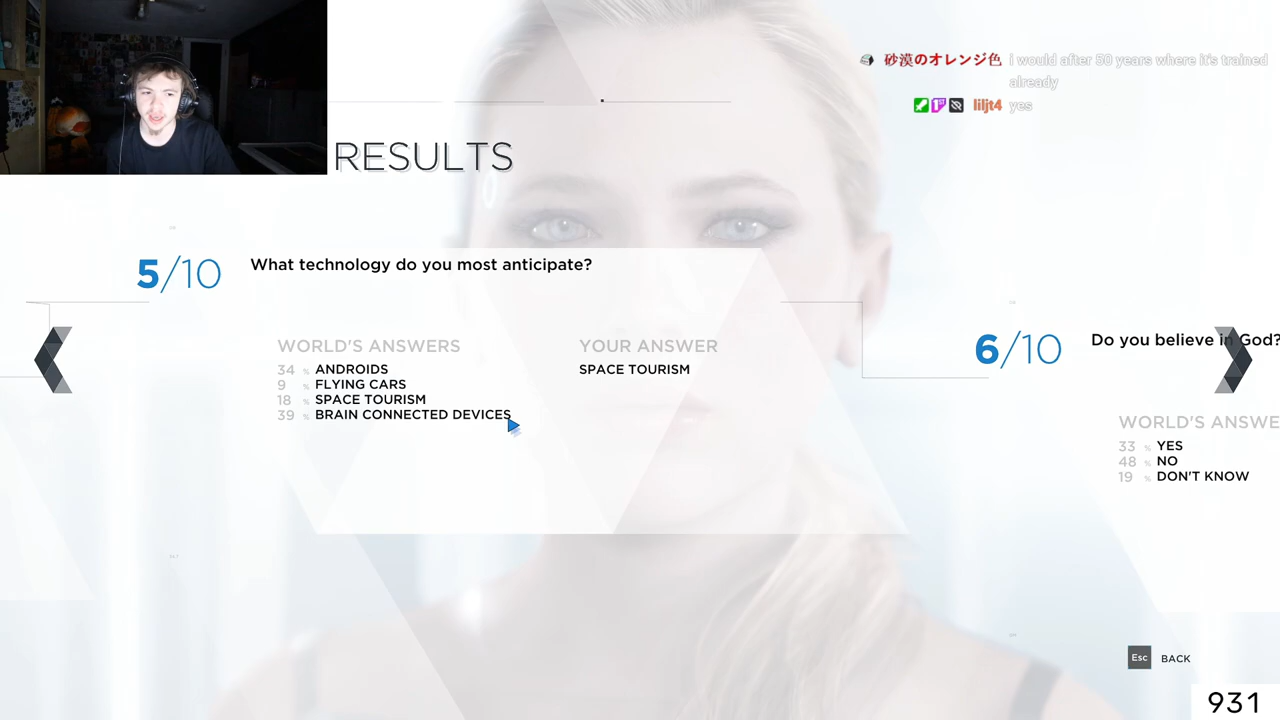 砂漠のオレンジ色 i would after 50 years where it's trained
already
liljt4 yes
RESULTS
5/10 What technology do you most anticipate?
WORLD'S ANSWERS
34 % ANDROIDS
9 % FLYING CARS
18 % SPACE TOURISM
39 % BRAIN CONNECTED DEVICES
YOUR ANSWER
SPACE TOURISM
6/10 Do you believe in God?
WORLD'S ANSWE
33 % YES
48 % NO
19 % DON'T KNOW
Esc BACK
931